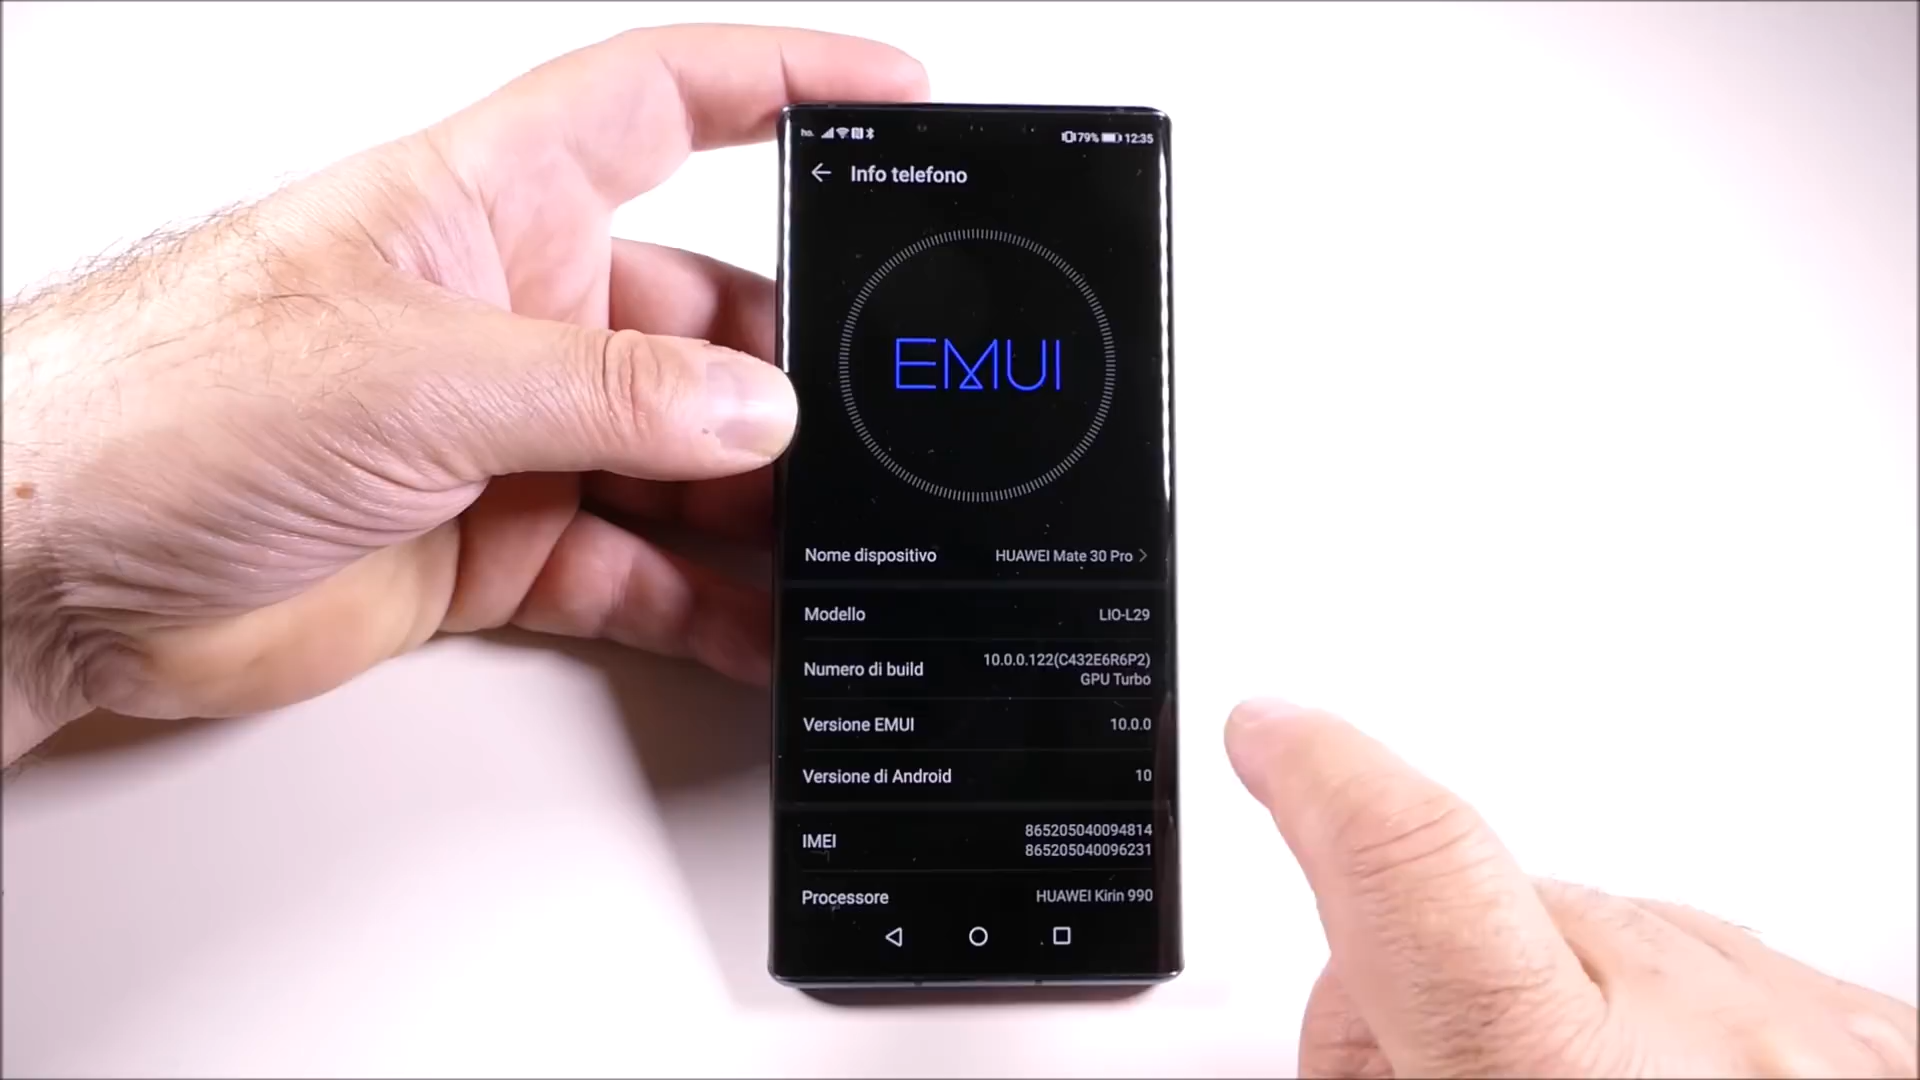 ho. 79% 12:35
Info telefono
EMUI
Nome dispositivo HUAWEI Mate 30 Pro
Modello LIO-L29
Numero di build 10.0.0.122(C432E6R6P2)
GPU Turbo
Versione EMUI 10.0.0
Versione di Android 10
IMEI 865205040094814
865205040096231
Processore HUAWEI Kirin 990